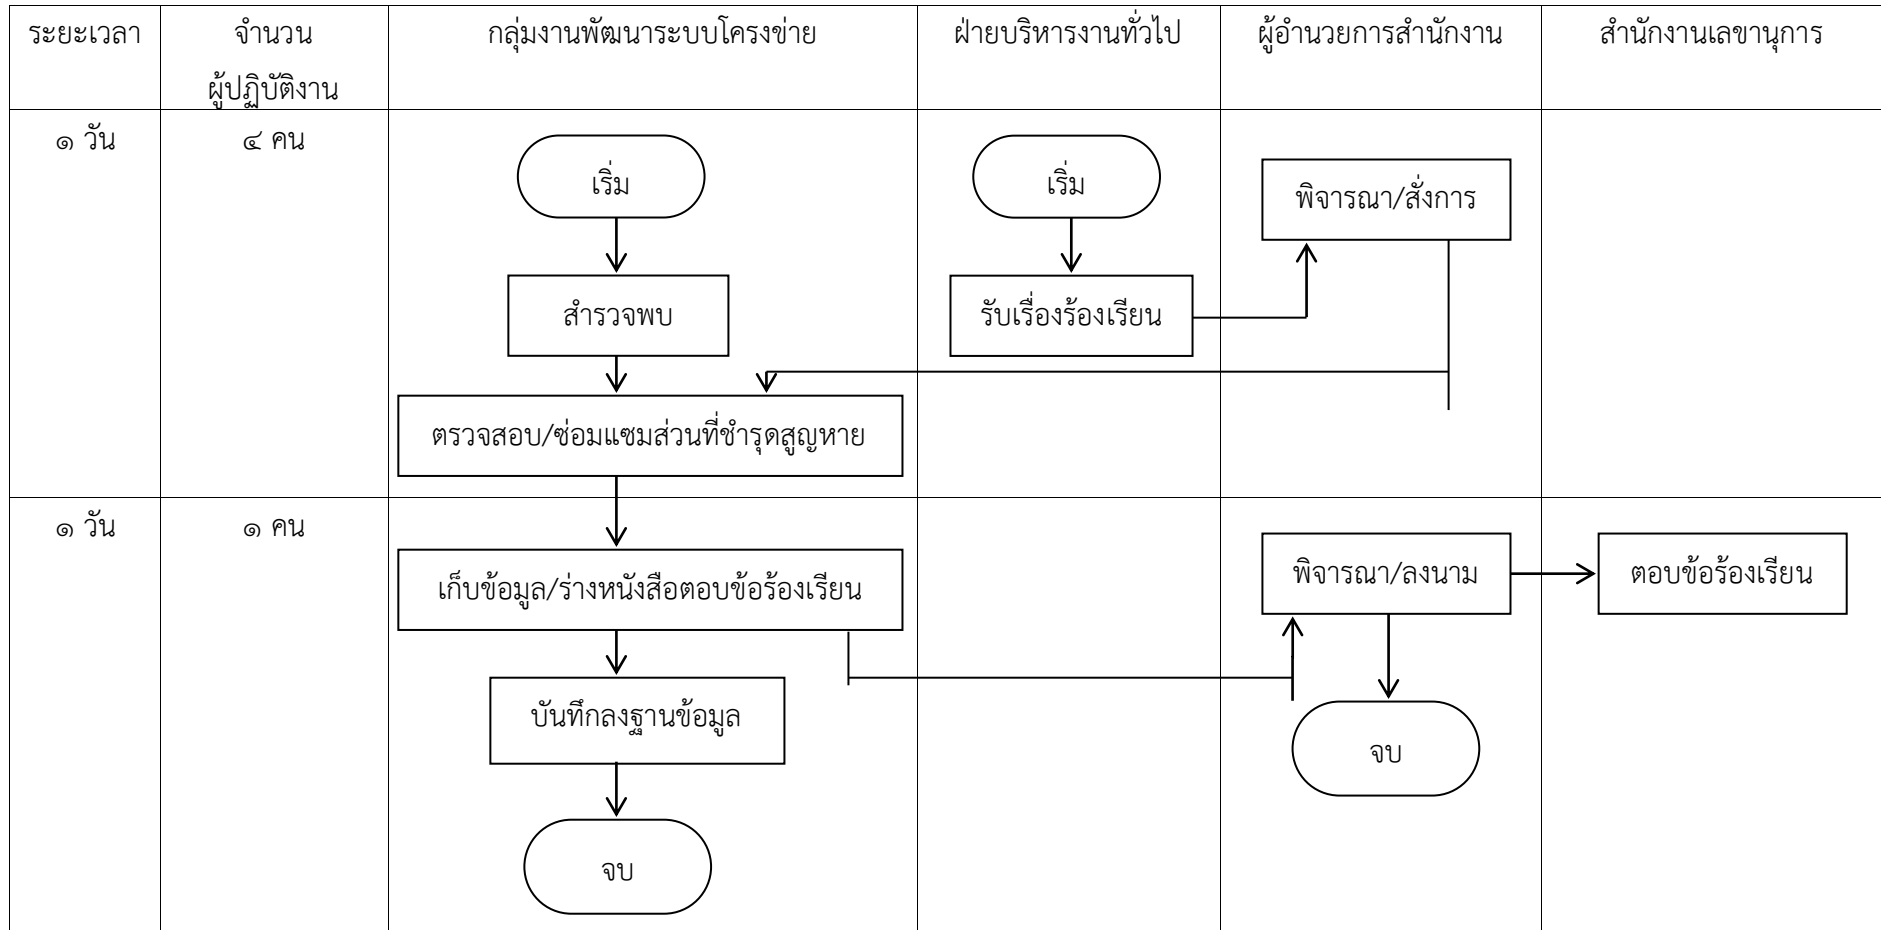 ระยะเวลา
จำนวน
ผู้ปฏิบัติงาน
กลุ่มงานพัฒนาระบบโครงข่าย
ฝ่ายบริหารงานทั่วไป
ผู้อำนวยการสำนักงาน
สำนักงานเลขานุการ
๑ วัน
๔ คน
เริ่ม
เริ่ม
พิจารณา/สั่งการ
สำรวจพบ
รับเรื่องร้องเรียน
ตรวจสอบ/ซ่อมแซมส่วนที่ชำรุดสูญหาย
๑ วัน
๑ คน
เก็บข้อมูล/ร่างหนังสือตอบข้อร้องเรียน
พิจารณา/ลงนาม
ตอบข้อร้องเรียน
บันทึกลงฐานข้อมูล
จบ
จบ